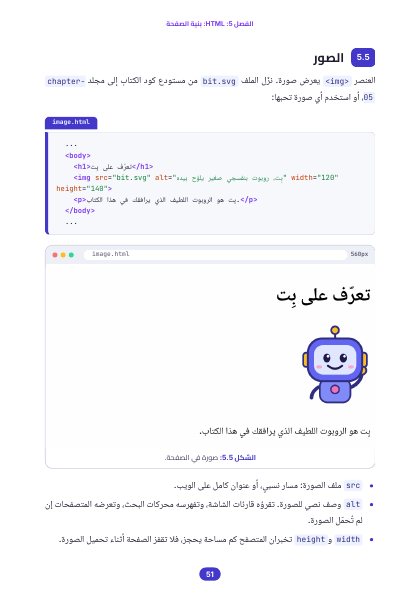 الفصل 5: HTML: بنية الصفحة
5.5 الصور
العنصر <img> يعرض صورة. نزّل الملف bit.svg من مستودع كود الكتاب إلى مجلد chapter-
05، أو استخدم أي صورة تحبها:
image.html
...
<body>
<h1>تعرّف على بِت</h1>
<img src="bit.svg" alt="بِت، روبوت بنفسجي صغير يلوّح بيده" width="120"
height="140">
<p>بِت هو الروبوت اللطيف الذي يرافقك في هذا الكتاب.</p>
</body>
...
image.html 560px
تعرّف على بِت
بِت هو الروبوت اللطيف الذي يرافقك في هذا الكتاب.
الشكل 5.5: صورة في الصفحة.
• src ملف الصورة: مسار نسبي، أو عنوان كامل على الويب.
• alt وصف نصي للصورة. تقرؤه قارئات الشاشة، وتفهرسه محركات البحث، وتعرضه المتصفحات إن
لم تُحمّل الصورة.
• width و height تخبران المتصفح كم مساحة يحجز، فلا تقفز الصفحة أثناء تحميل الصورة.
51